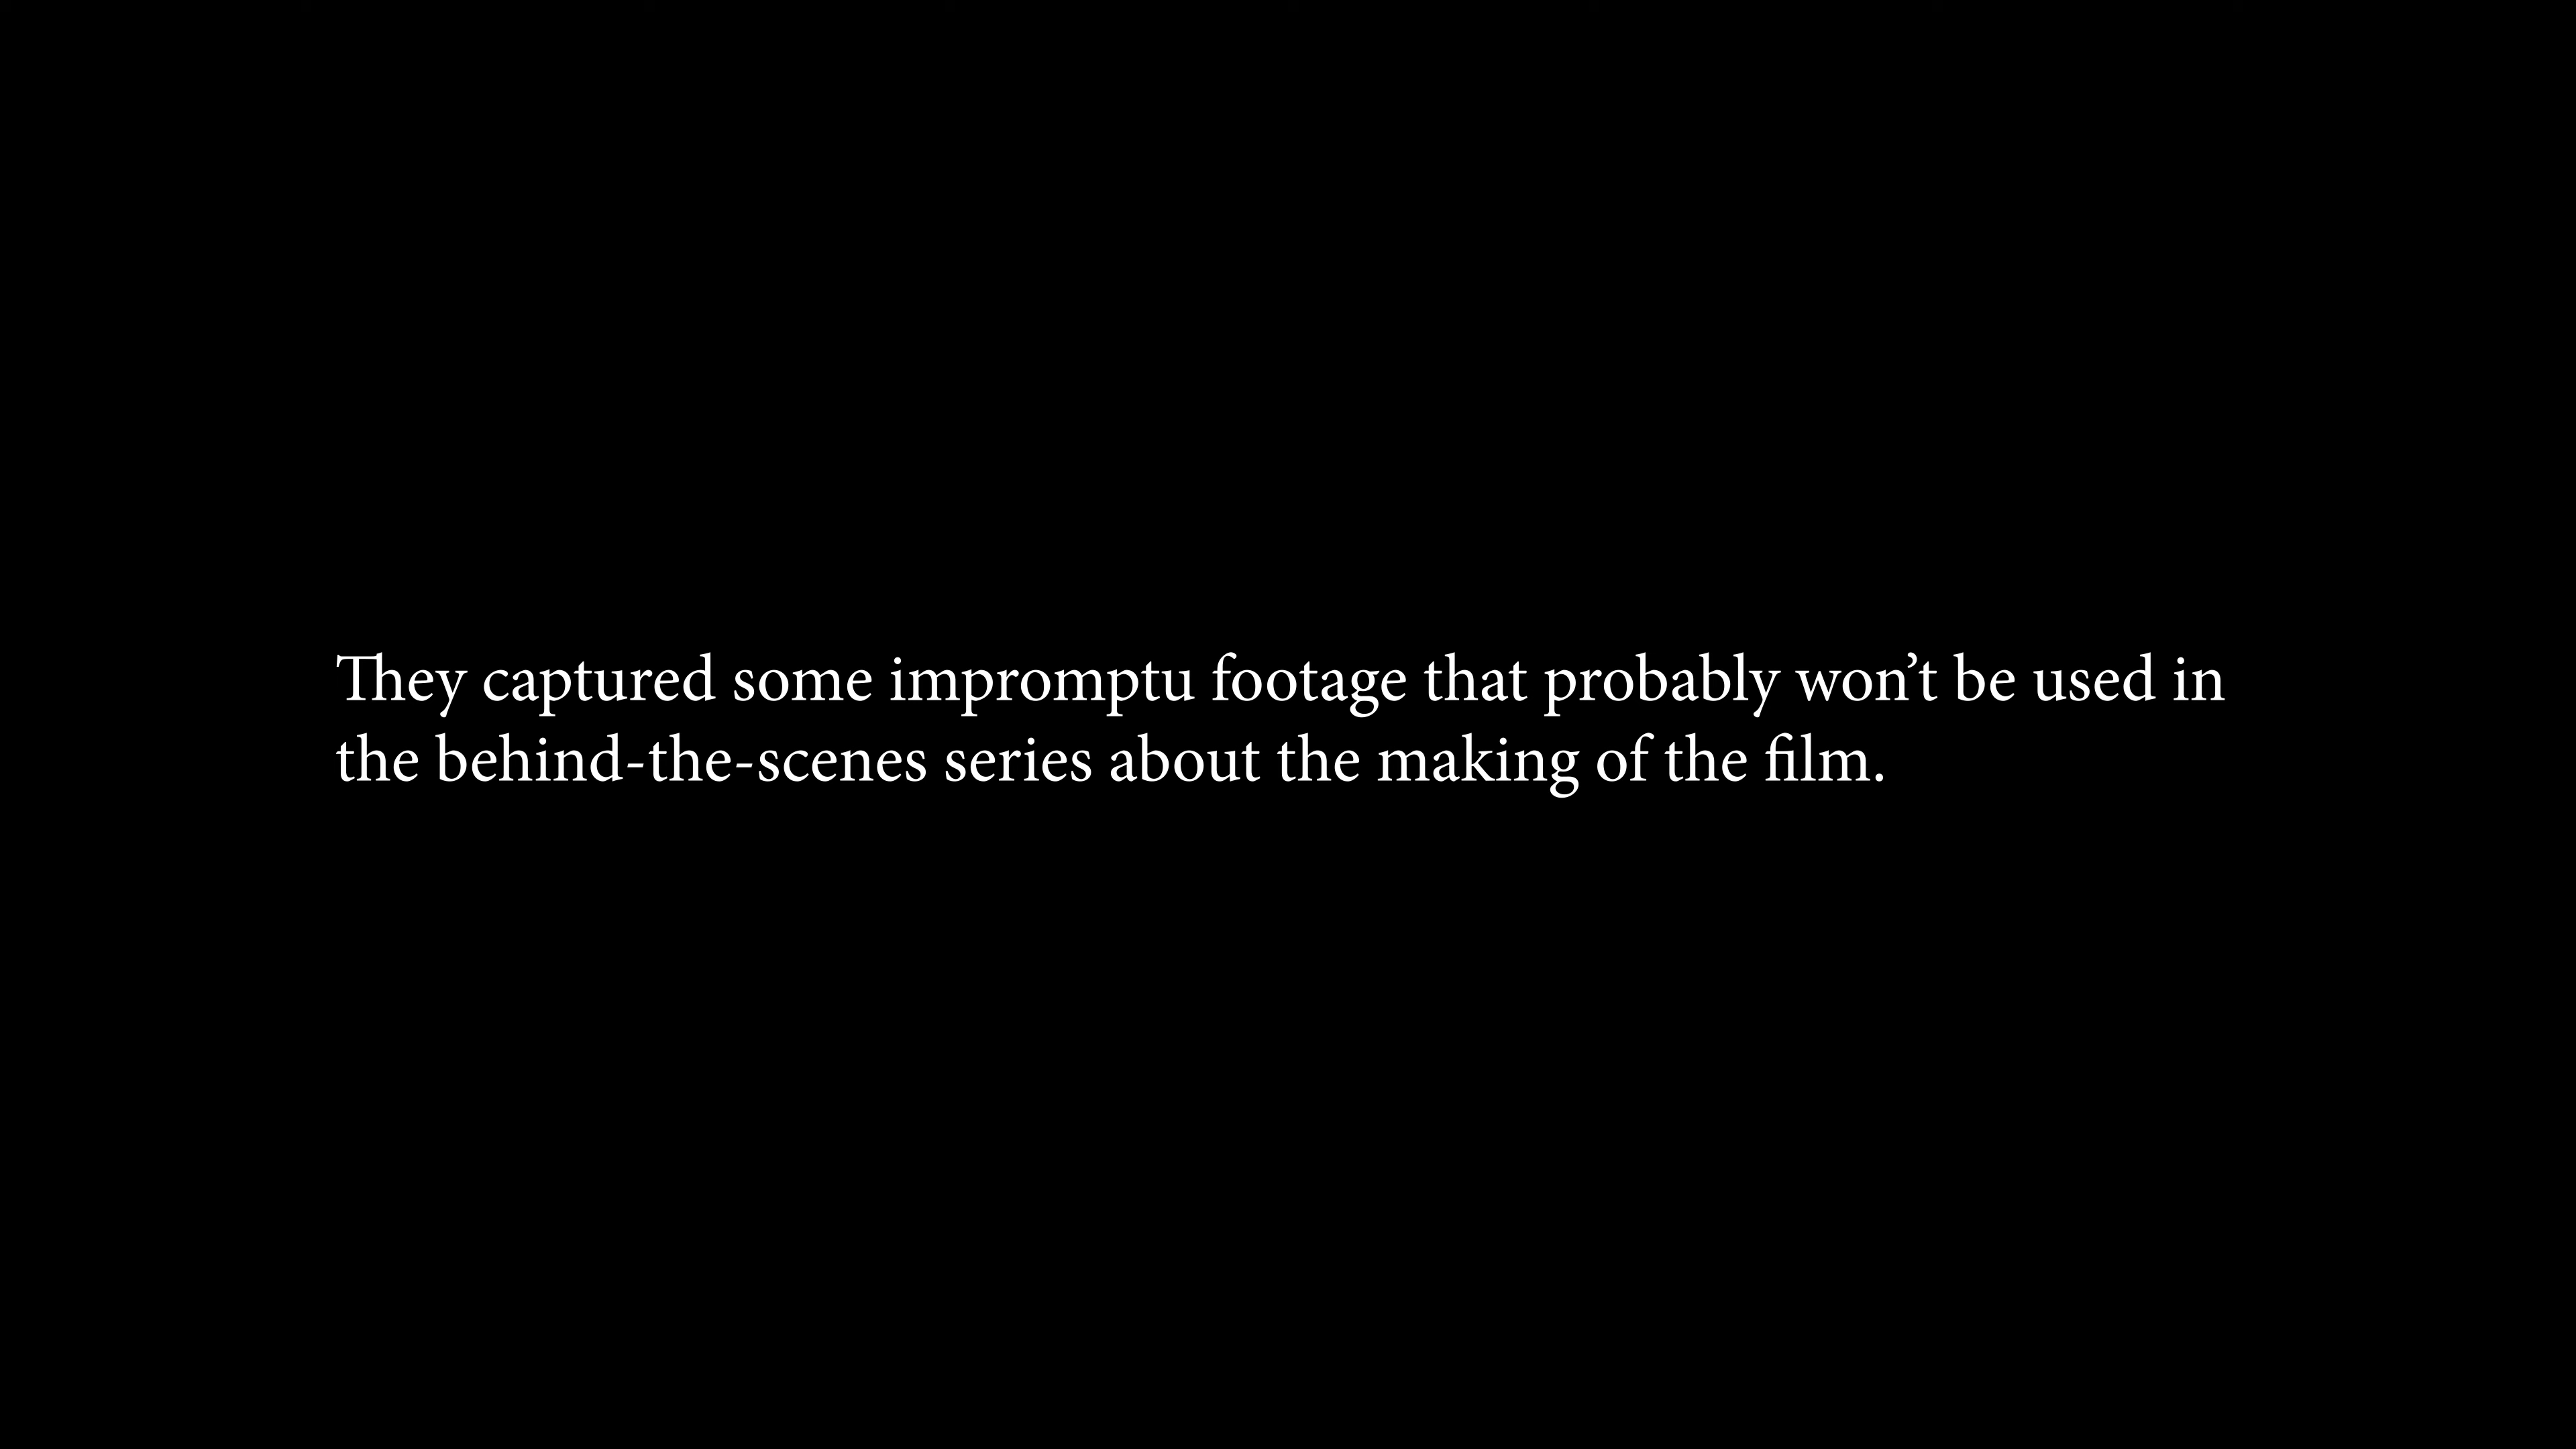 They captured some impromptu footage that probably won’t be used in
the behind-the-scenes series about the making of the film.